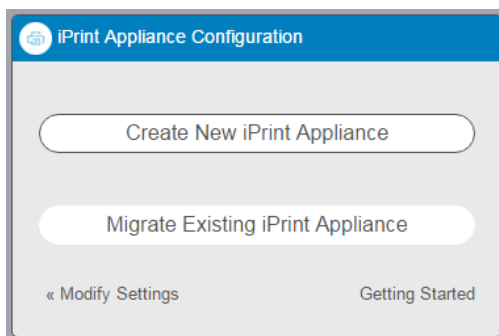 iPrint Appliance Configuration
Create New iPrint Appliance
Migrate Existing iPrint Appliance
« Modify Settings
Getting Started